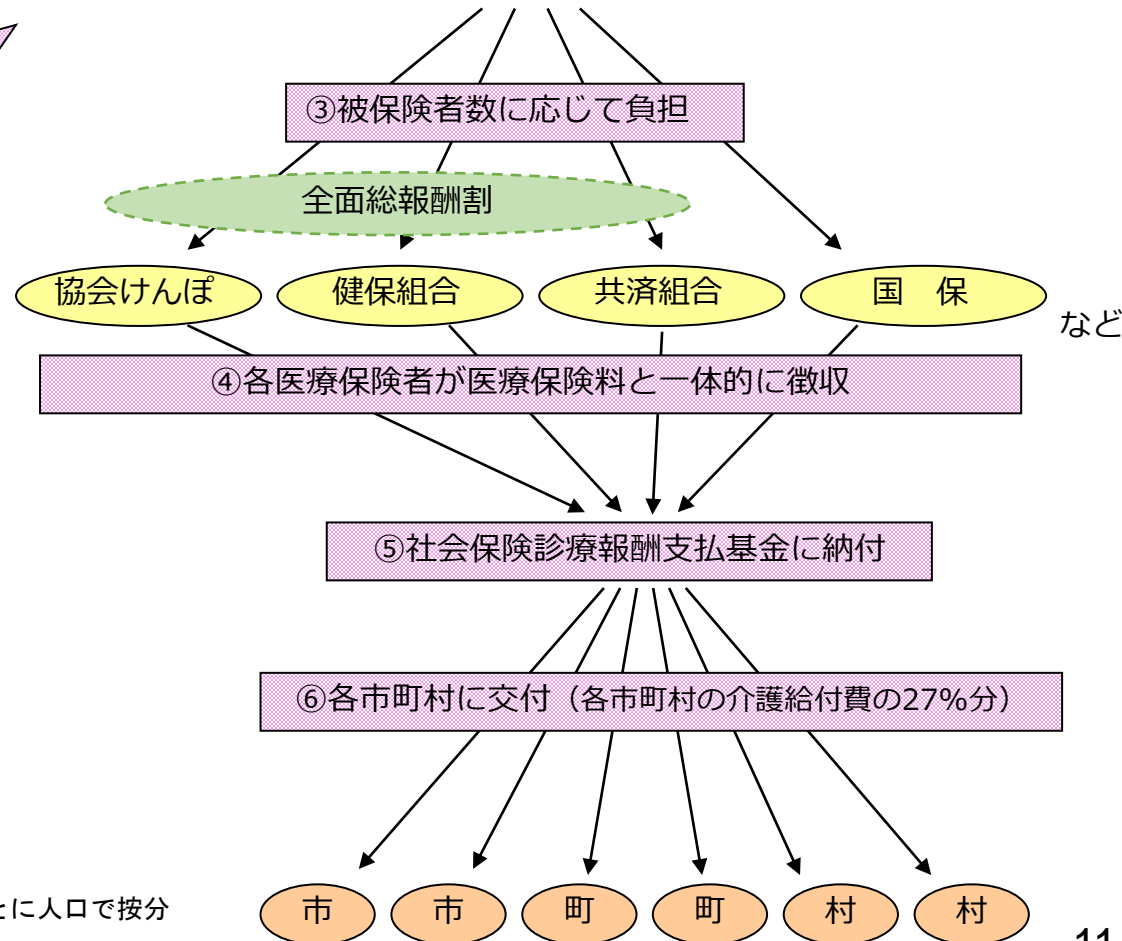 ③被保険者数に応じて負担
全面総報酬割
協会けんぽ
健保組合
共済組合
国　保
など
④各医療保険者が医療保険料と一体的に徴収
⑤社会保険診療報酬支払基金に納付
⑥各市町村に交付（各市町村の介護給付費の27%分）
とに人口で按分
市
市
町
町
村
村
11